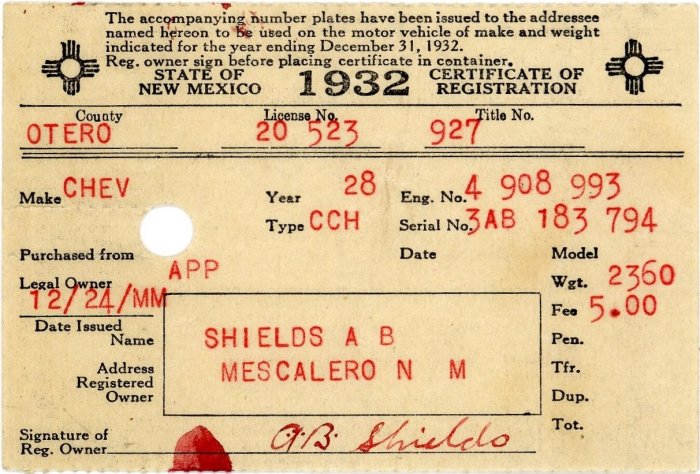 The accompanying number plates have been issued to the addressee
named hereon to be used on the motor vehicle of make and weight
indicated for the year ending December 31, 1932.
Reg. owner sign before placing certificate in container.
STATE OF NEW MEXICO 1932 CERTIFICATE OF REGISTRATION
County License No. Title No.
OTERO 20 523 927
Make CHEV Year 28 Eng. No. 4 908 993
Type CCH Serial No. 3AB 183 794
Purchased from Date Model
Legal Owner APP Wgt. 2360
12/24/MM Fee 5.00
Date Issued
Name SHIELDS A B Pen.
Address MESCALERO N M Tfr.
Registered
Owner Dup.
Tot.
Signature of
Reg. Owner A.B. Shields